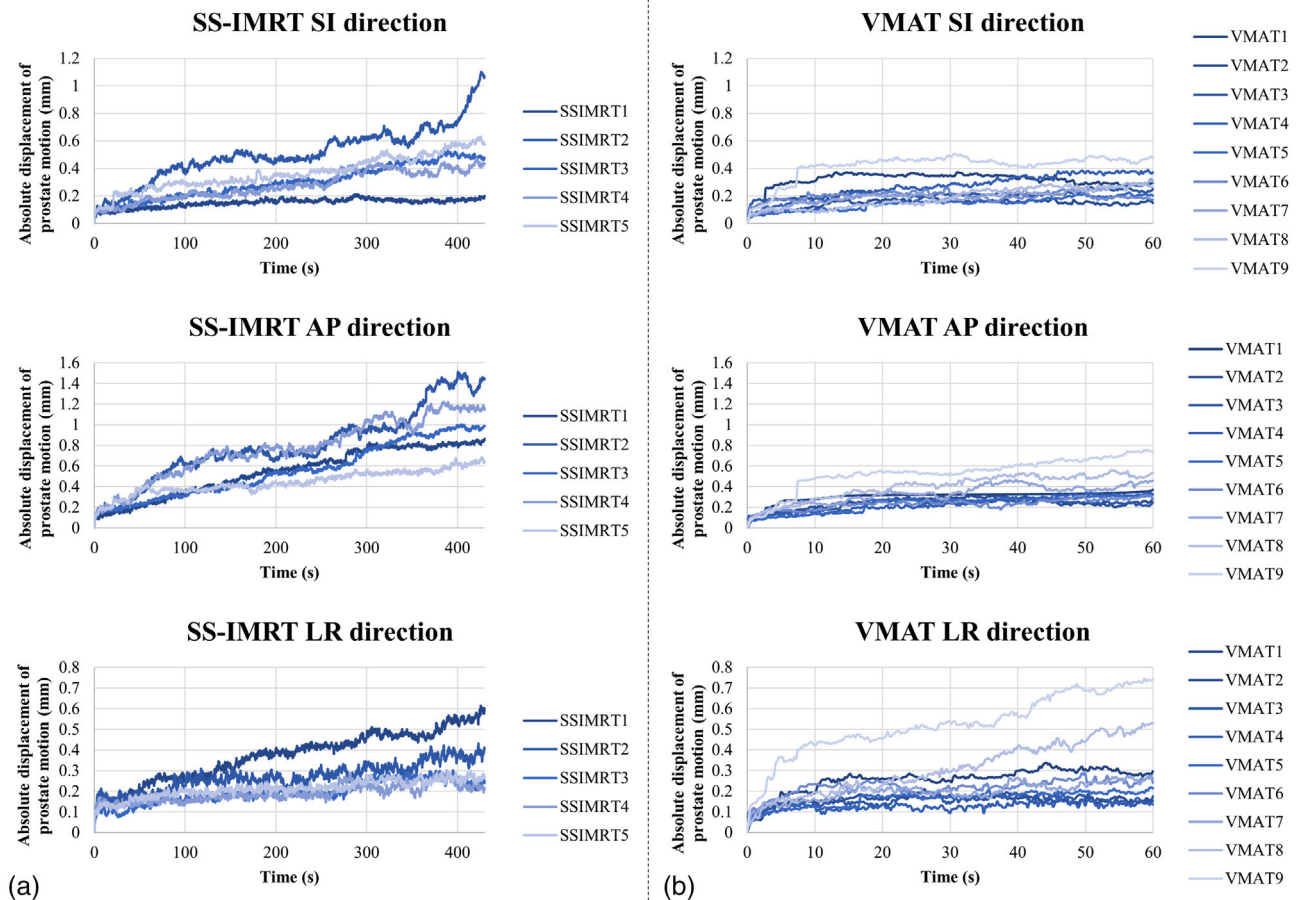 SS-IMRT SI direction
Absolute displacement of
prostate motion (mm)
1.2
1
0.8
0.6
0.4
0.2
0
0 100 200 300 400
Time (s)
SSIMRT1
SSIMRT2
SSIMRT3
SSIMRT4
SSIMRT5
SS-IMRT AP direction
Absolute displacement of
prostate motion (mm)
1.6
1.4
1.2
1
0.8
0.6
0.4
0.2
0
0 100 200 300 400
Time (s)
SSIMRT1
SSIMRT2
SSIMRT3
SSIMRT4
SSIMRT5
SS-IMRT LR direction
Absolute displacement of
prostate motion (mm)
0.8
0.7
0.6
0.5
0.4
0.3
0.2
0.1
0
0 100 200 300 400
Time (s)
SSIMRT1
SSIMRT2
SSIMRT3
SSIMRT4
SSIMRT5
(a)
VMAT SI direction
Absolute displacement of
prostate motion (mm)
1.2
1
0.8
0.6
0.4
0.2
0
0 10 20 30 40 50 60
Time (s)
VMAT1
VMAT2
VMAT3
VMAT4
VMAT5
VMAT6
VMAT7
VMAT8
VMAT9
VMAT AP direction
Absolute displacement of
prostate motion (mm)
1.6
1.4
1.2
1
0.8
0.6
0.4
0.2
0
0 10 20 30 40 50 60
Time (s)
VMAT1
VMAT2
VMAT3
VMAT4
VMAT5
VMAT6
VMAT7
VMAT8
VMAT9
VMAT LR direction
Absolute displacement of
prostate motion (mm)
0.8
0.7
0.6
0.5
0.4
0.3
0.2
0.1
0
0 10 20 30 40 50 60
Time (s)
VMAT1
VMAT2
VMAT3
VMAT4
VMAT5
VMAT6
VMAT7
VMAT8
VMAT9
(b)